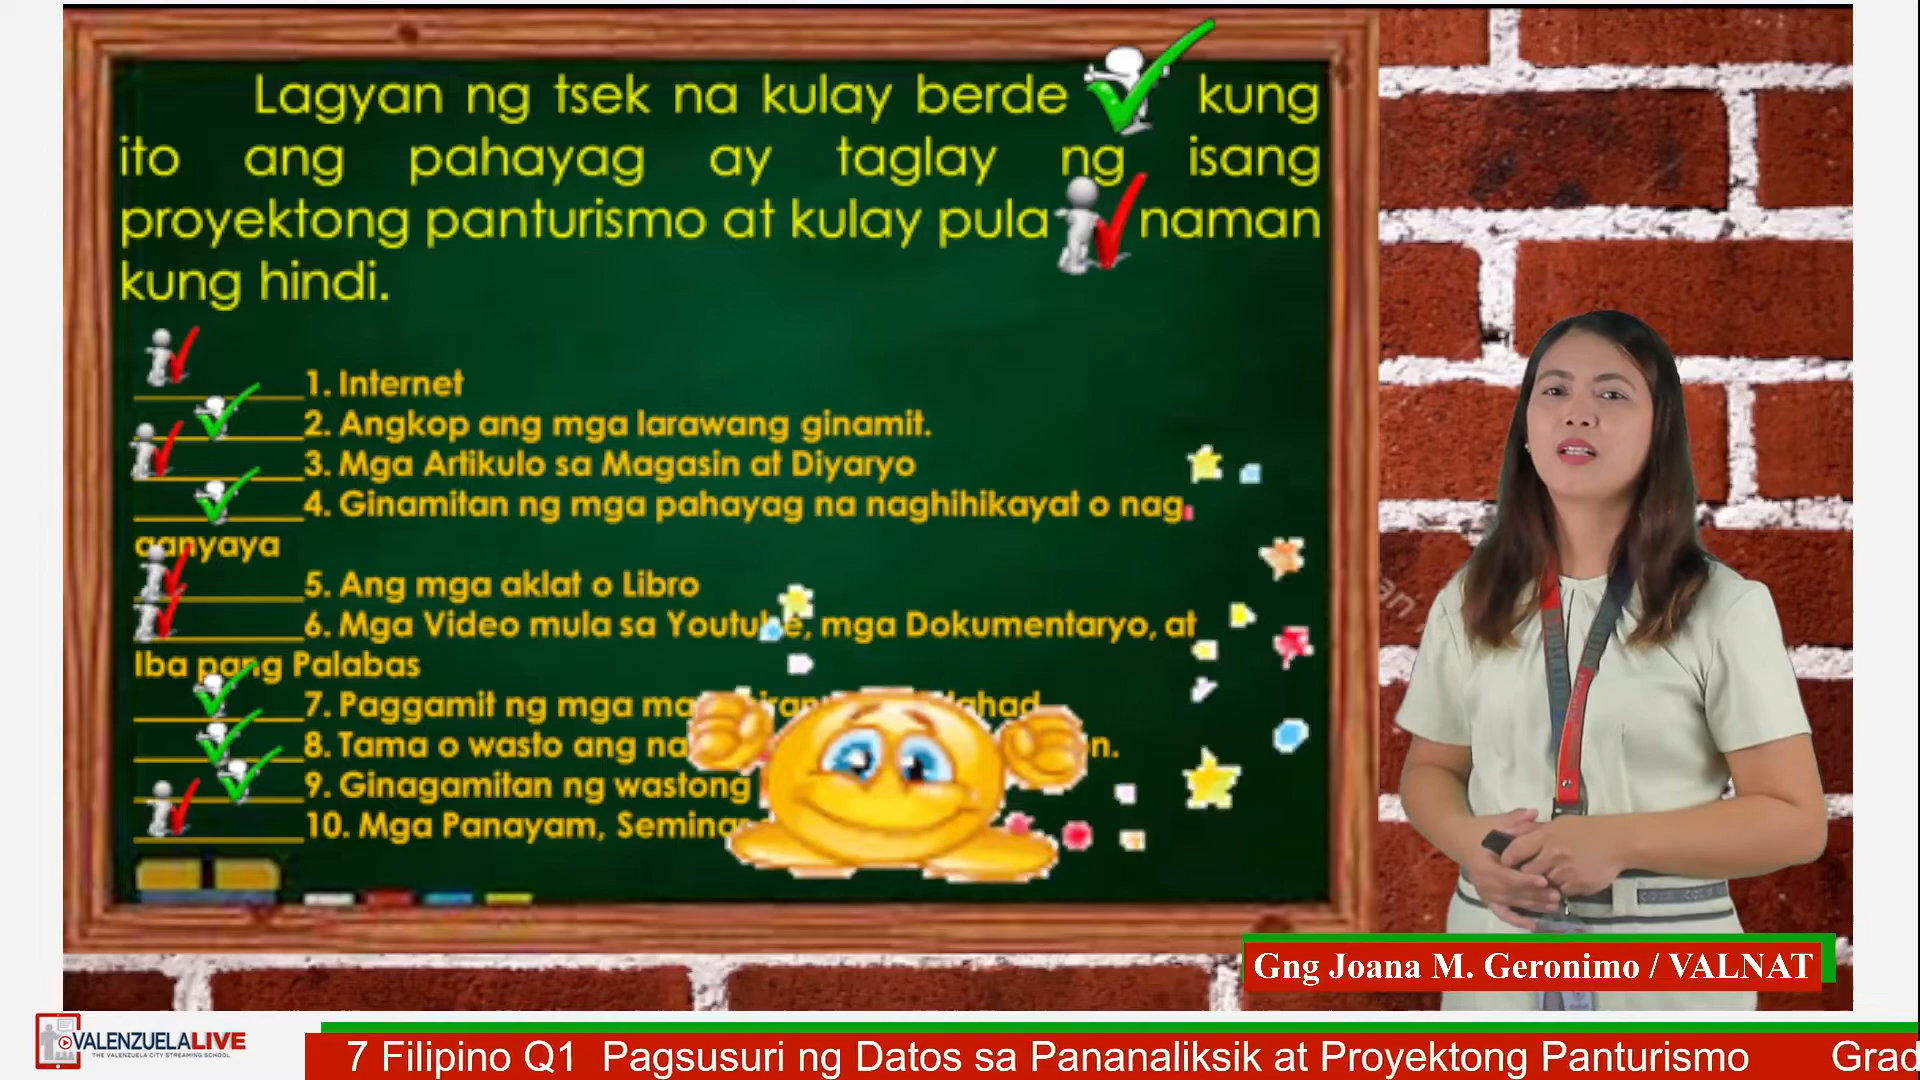 Lagyan ng tsek na kulay berde kung
ito ang pahayag ay taglay ng isang
proyektong panturismo at kulay pula naman
kung hindi.
1. Internet
2. Angkop ang mga larawang ginamit.
3. Mga Artikulo sa Magasin at Diyaryo
4. Ginamitan ng mga pahayag na naghihikayat o nag
aanyaya
5. Ang mga aklat o Libro
6. Mga Video mula sa Youtube, mga Dokumentaryo, at
Iba pang Palabas
7. Paggamit ng mga
8. Tama o wasto ang
9. Ginagamitan ng wastong
10. Mga Panayam,
Gng Joana M. Geronimo / VALNAT
VALENZUELALIVE
THE VALENZUELA CITY STREAMING SCHOOL
7 Filipino Q1 Pagsusuri ng Datos sa Pananaliksik at Proyektong Panturismo Grad